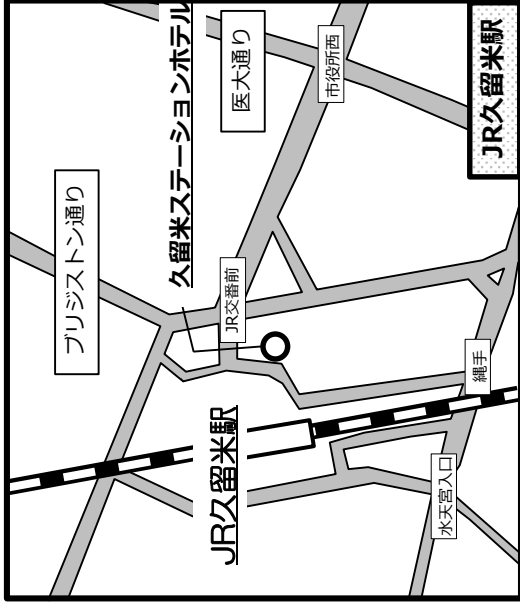 JR久留米駅
市役所西
医大通り
久留米ステーションホテル
ブリジストン通り
JR交番前
縄手
JR久留米駅
水天宮入口